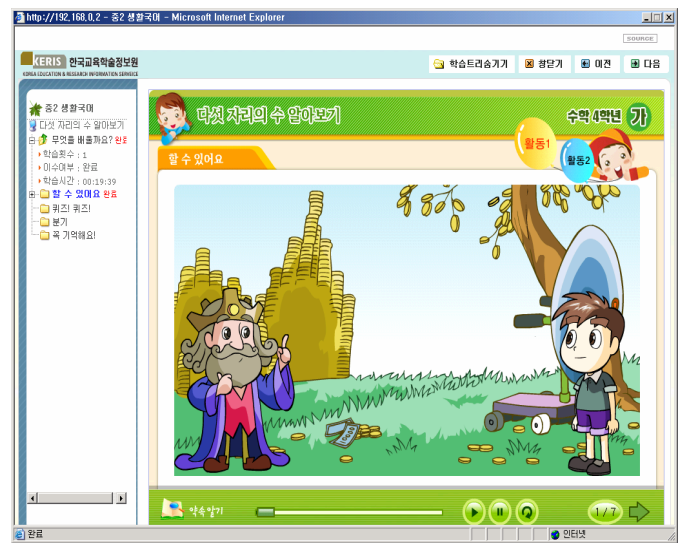 http://192,168,0,2 - 중2 생활국어 - Microsoft Internet Explorer
SOURCE
KERIS 한국교육학술정보원
KOREA EDUCATION & RESEARCH INFORMATION SERVICE
학습트리숨기기 창닫기 이전 다음
중2 생활국어
다섯 자리의 수 알아보기
무엇을 배울까요? 완료
학습횟수 : 1
이수여부 : 완료
학습시간 : 00:19:39
할 수 있어요 완료
퀴즈! 퀴즈!
분기
꼭 기억해요!
다섯 자리의 수 알아보기
수학 4학년 가
활동1
활동2
할 수 있어요
약속알기
1 / 7
완료
인터넷